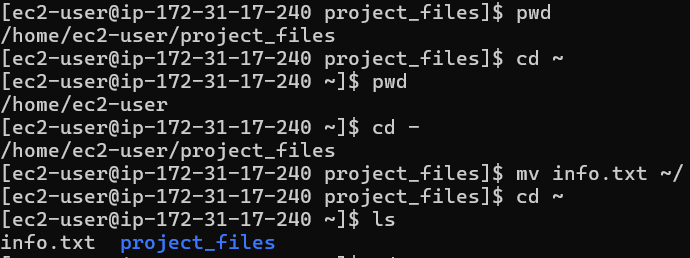 [ec2-user@ip-172-31-17-240 project_files]$ pwd
/home/ec2-user/project_files
[ec2-user@ip-172-31-17-240 project_files]$ cd ~
[ec2-user@ip-172-31-17-240 ~]$ pwd
/home/ec2-user
[ec2-user@ip-172-31-17-240 ~]$ cd -
/home/ec2-user/project_files
[ec2-user@ip-172-31-17-240 project_files]$ mv info.txt ~/
[ec2-user@ip-172-31-17-240 project_files]$ cd ~
[ec2-user@ip-172-31-17-240 ~]$ ls
info.txt  project_files